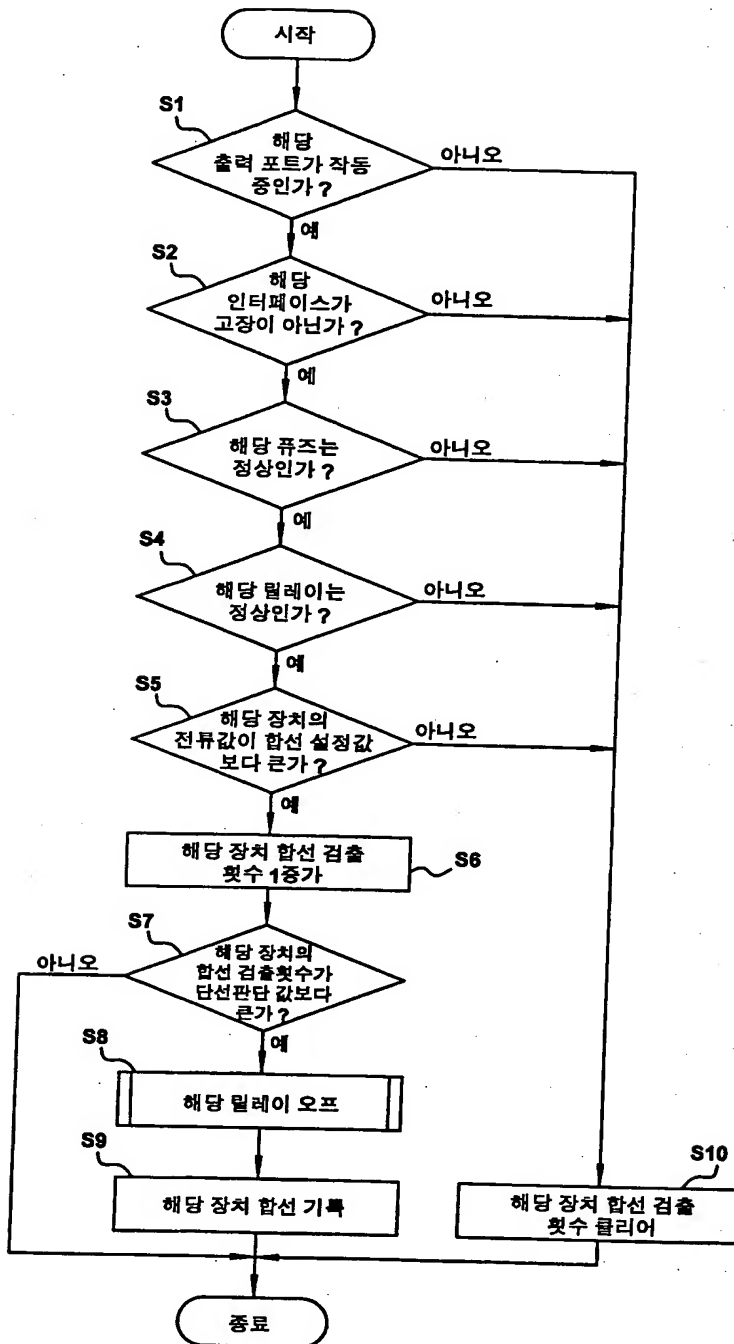 시작
S1
해당
출력 포트가 작동
중인가 ?
아니오
예
S2
해당
인터페이스가
고장이 아닌가 ?
아니오
예
S3
해당 퓨즈는
정상인가 ?
아니오
예
S4
해당 릴레이는
정상인가 ?
아니오
예
S5
해당 장치의
전류값이 합선 설정값
보다 큰가 ?
아니오
예
해당 장치 합선 검출
횟수 1증가
S6
S7
해당 장치의
합선 검출횟수가
단선판단 값보다
큰가 ?
아니오
예
S8
해당 릴레이 오프
S9
해당 장치 합선 기록
S10
해당 장치 합선 검출
횟수 클리어
종료